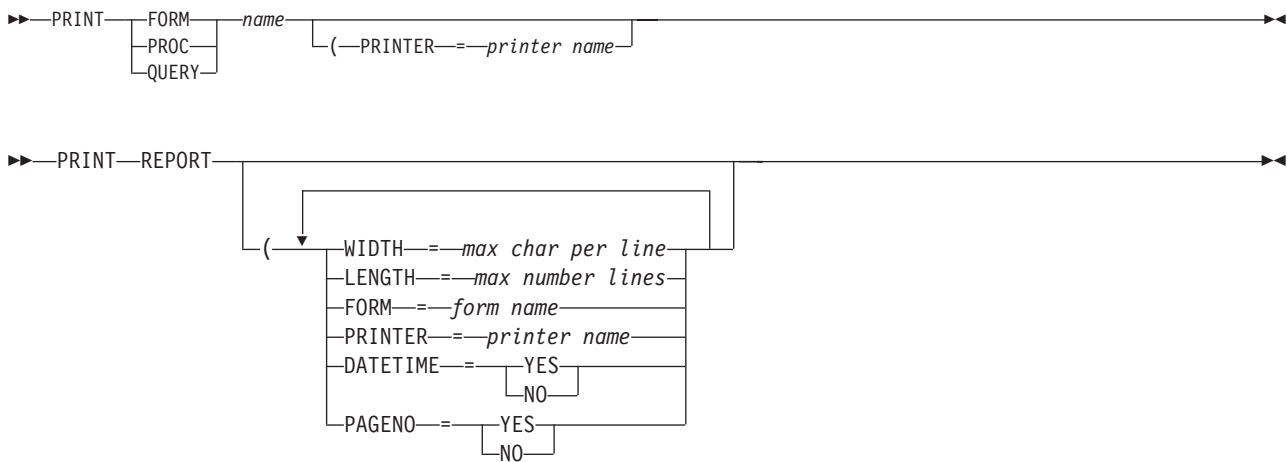 PRINT FORM name
PROC ( PRINTER = printer name
QUERY
PRINT REPORT
( WIDTH = max char per line
LENGTH = max number lines
FORM = form name
PRINTER = printer name
DATETIME = YES
NO
PAGENO = YES
NO